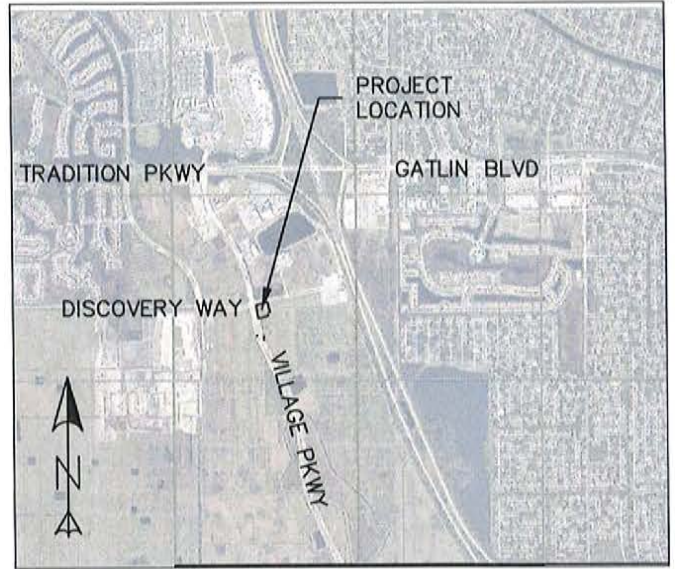 PROJECT
LOCATION
TRADITION PKWY
GATLIN BLVD
DISCOVERY WAY
VILLAGE PKWY
N